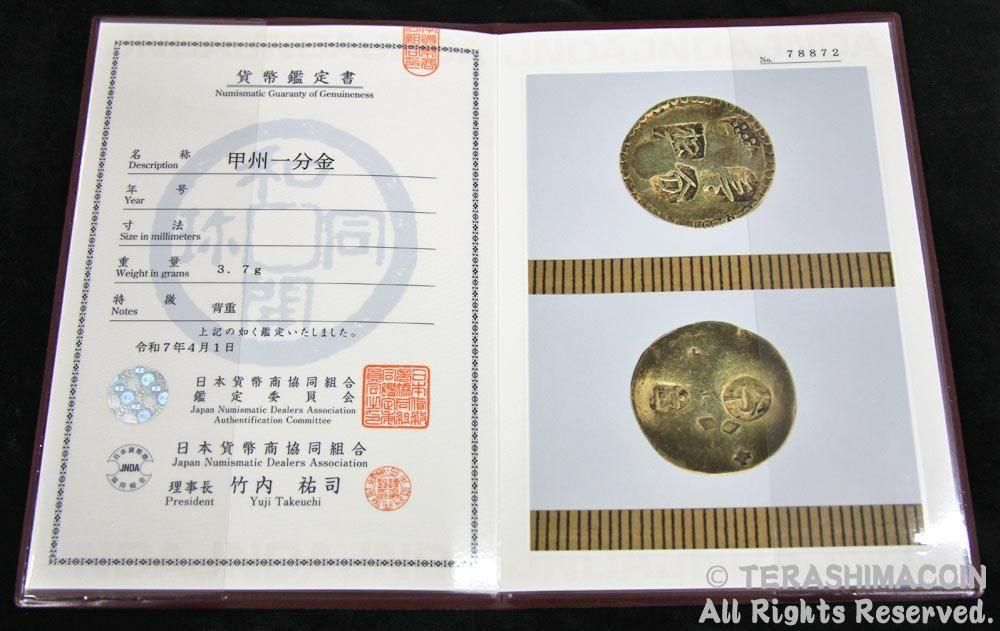 貨幣鑑定書
Numismatic Guaranty of Genuineness
名称 甲州一分金
Description
年号
Year
寸法
Size in millimeters
重量 3.7g
Weight in grams
特徴 背重
Notes
上記の如く鑑定いたしました。
令和7年4月1日
日本貨幣商協同組合
鑑定委員会
Japan Numismatic Dealers Association
Authentification Committee
日本貨幣商協同組合
Japan Numismatic Dealers Association
JNDA
理事長 竹内 祐司
President Yuji Takeuchi
和同開珎
No. 78872
© TERASHIMACOIN
All Rights Reserved.